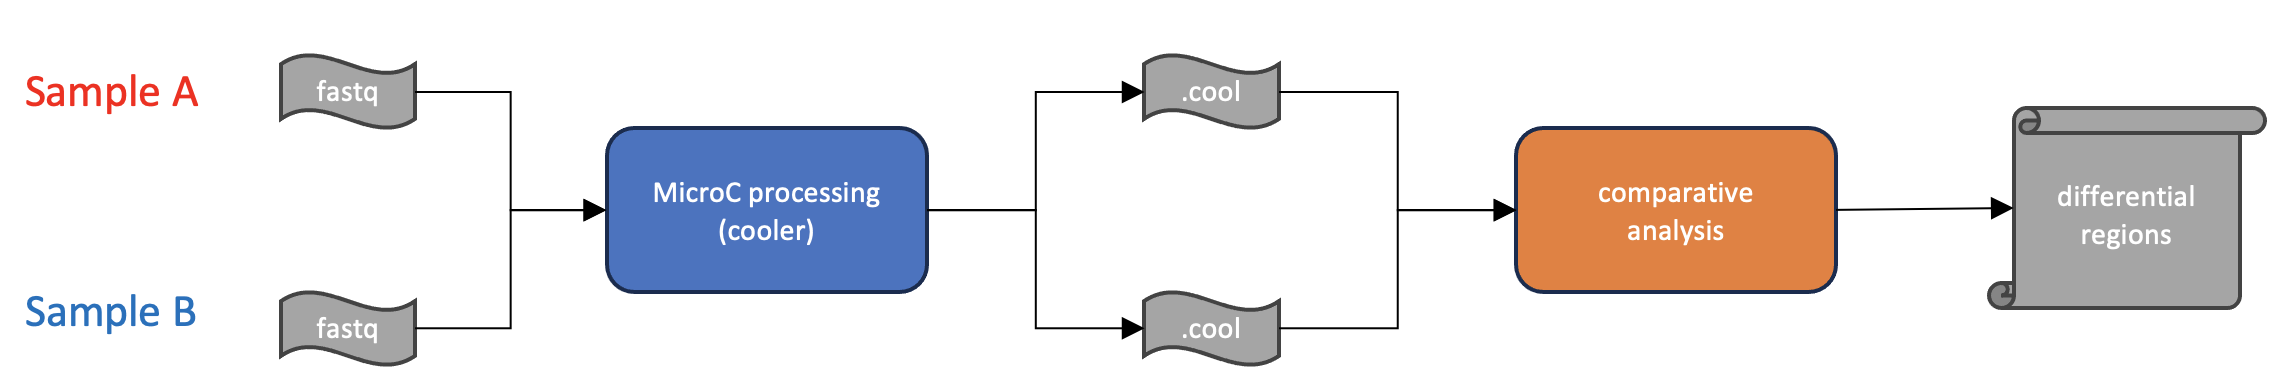 Sample A
fastq
.cool
MicroC processing
(cooler)
comparative
analysis
differential
regions
Sample B
fastq
.cool